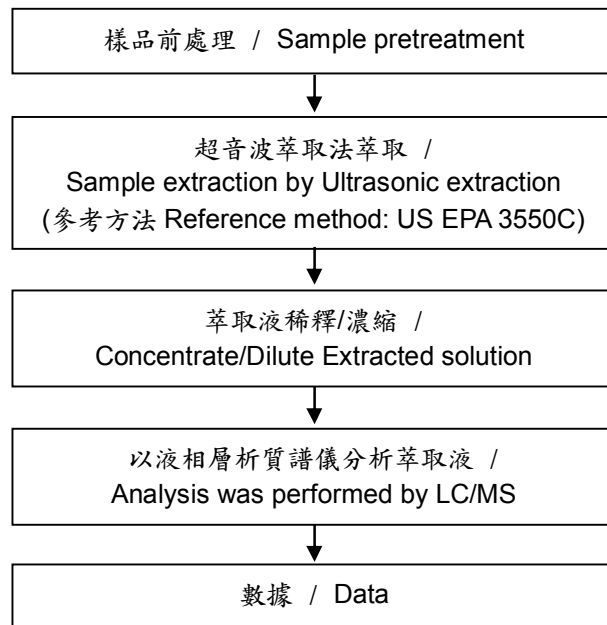 樣品前處理 / Sample pretreatment
超音波萃取法萃取 /
Sample extraction by Ultrasonic extraction
(參考方法 Reference method: US EPA 3550C)
萃取液稀釋/濃縮 /
Concentrate/Dilute Extracted solution
以液相層析質譜儀分析萃取液 /
Analysis was performed by LC/MS
數據 / Data